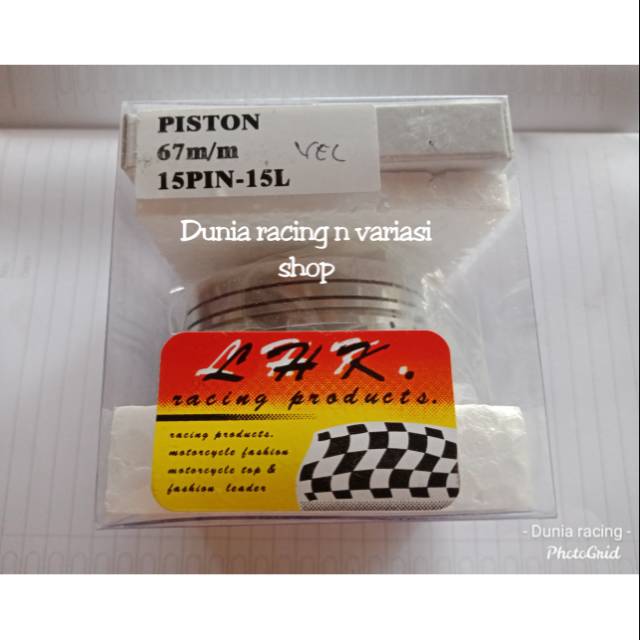 PISTON
67m/m
VEL
15PIN-15L
Dunia racing n variasi
shop
LHK.
racing products.
racing products.
motorcycle fashion
motorcycle top &
fashion leader
- Dunia racing -
PhotoGrid